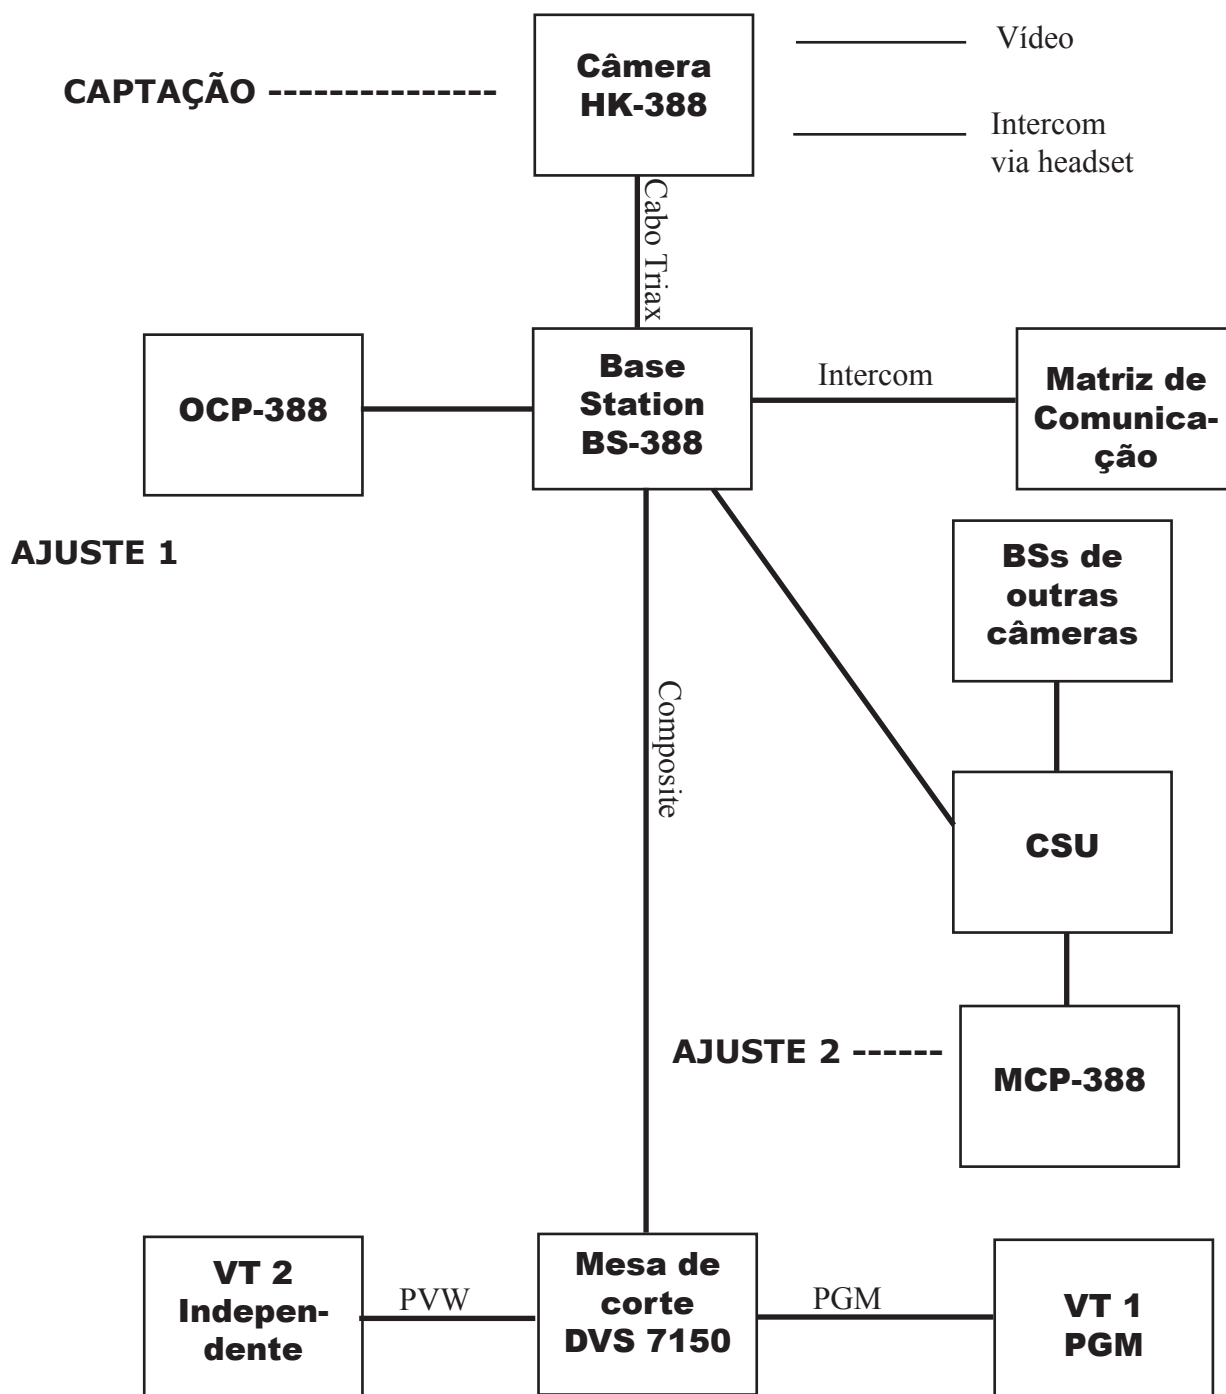 Câmera
HK-388
Vídeo
CAPTAÇÃO ---------------
Intercom
via headset
Cabo Triax
OCP-388
Base
Station
BS-388
Intercom
Matriz de
Comunica-
ção
AJUSTE 1
BSs de
outras
câmeras
Composite
CSU
AJUSTE 2 ------
MCP-388
VT 2
Indepen-
dente
PVW
Mesa de
corte
DVS 7150
PGM
VT 1
PGM